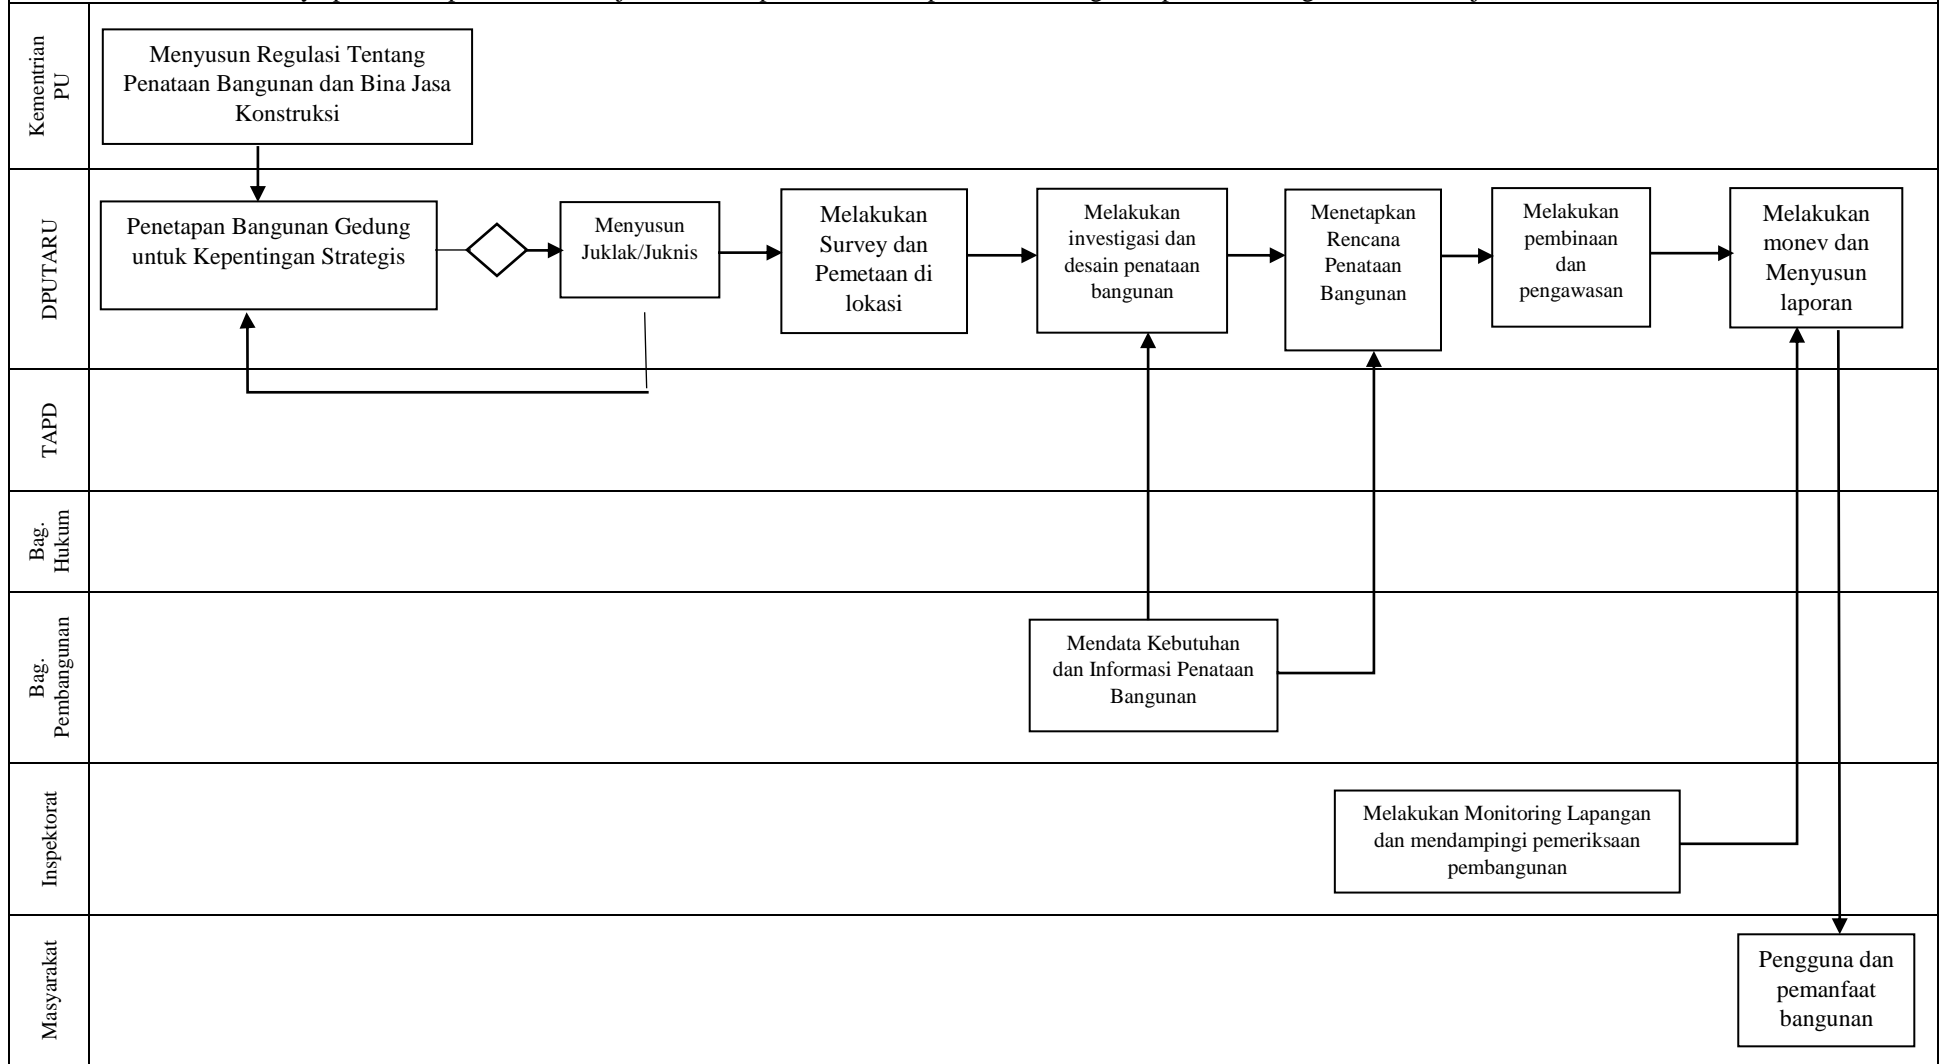 Kementrian
PU
Menyusun Regulasi Tentang
Penataan Bangunan dan Bina Jasa
Konstruksi
DPUTARU
Penetapan Bangunan Gedung
untuk Kepentingan Strategis
Menyusun
Juklak/Juknis
Melakukan
Survey dan
Pemetaan di
lokasi
Melakukan
investigasi dan
desain penataan
bangunan
Menetapkan
Rencana
Penataan
Bangunan
Melakukan
pembinaan
dan
pengawasan
Melakukan
monev dan
Menyusun
laporan
TAPD
Bag.
Hukum
Bag.
Pembangunan
Mendata Kebutuhan
dan Informasi Penataan
Bangunan
Inspektorat
Melakukan Monitoring Lapangan
dan mendampingi pemeriksaan
pembangunan
Masyarakat
Pengguna dan
pemanfaat
bangunan